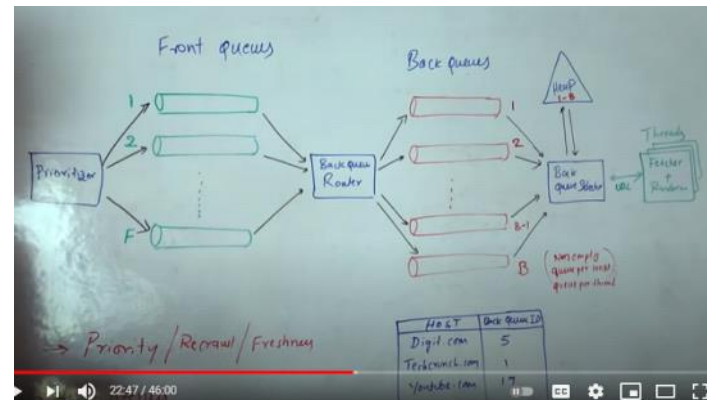 Front queues
Back queues
1
2
F
Prioritizer
Back queue
Router
1
2
B-1
B
Heap
1-B
Back
queue Selector
URL
Threads
Fetcher
+
Renderer
(Non empty
queue per host
queue per thread)
→ Priority/Recrawl/Freshness
HOST Back Queue ID
Digit.com 5
Techcrunch.com 1
Youtube.com 17
22:47 / 46:00
CC